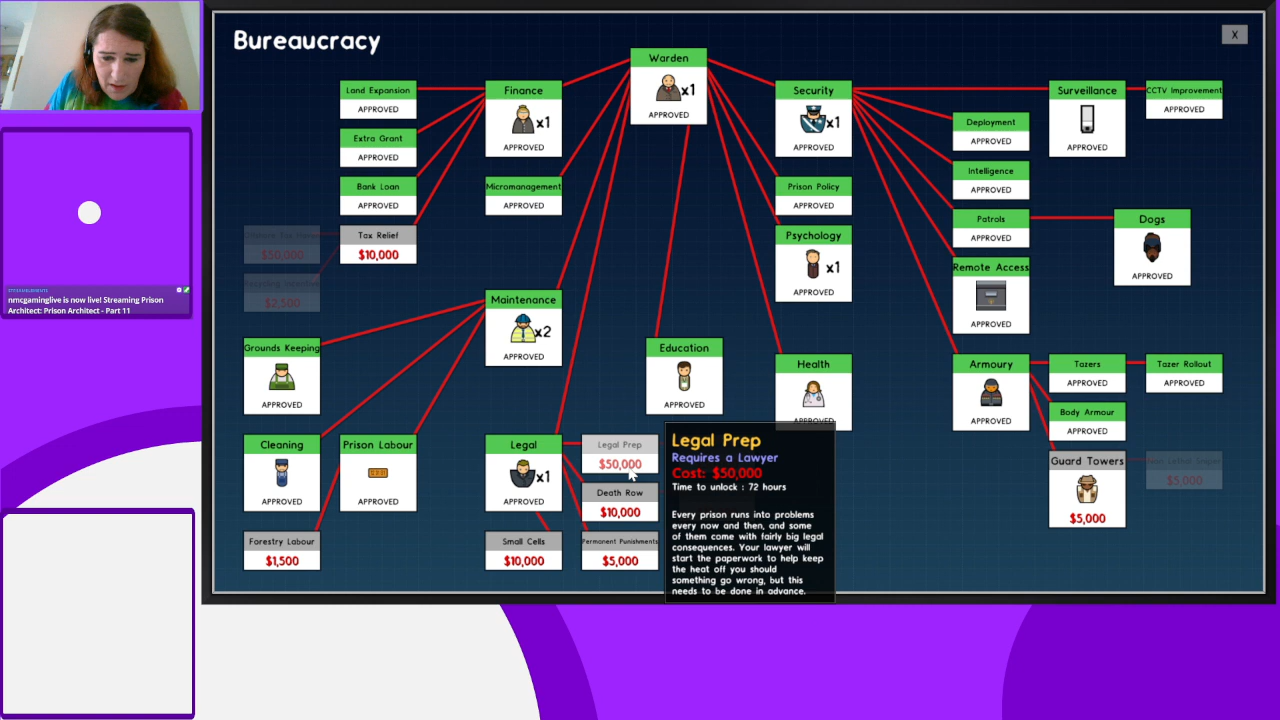 Bureaucracy
X
Warden
x1
APPROVED
Land Expansion
APPROVED
Extra Grant
APPROVED
Bank Loan
APPROVED
Tax Relief
$10,000
$50,000
$2,500
Finance
x1
APPROVED
Micromanagement
APPROVED
Security
x1
APPROVED
Prison Policy
APPROVED
Psychology
x1
APPROVED
Surveillance
APPROVED
CCTV Improvement
APPROVED
Deployment
APPROVED
Intelligence
APPROVED
Patrols
APPROVED
Dogs
APPROVED
Remote Access
APPROVED
Maintenance
x2
APPROVED
Grounds Keeping
APPROVED
Education
APPROVED
Health
APPROVED
Armoury
APPROVED
Tazers
APPROVED
Tazer Rollout
APPROVED
Body Armour
APPROVED
Guard Towers
$5,000
$5,000
Cleaning
APPROVED
Prison Labour
APPROVED
Legal
x1
APPROVED
Legal Prep
$50,000
Death Row
$10,000
Forestry Labour
$1,500
Small Cells
$10,000
Permanent Punishments
$5,000
Legal Prep
Requires a Lawyer
Cost: $50,000
Time to unlock : 72 hours
Every prison runs into problems
every now and then, and some
of them come with fairly big legal
consequences. Your lawyer will
start the paperwork to help keep
the heat off you should
something go wrong, but this
needs to be done in advance.
nmcgaminglive is now live! Streaming Prison
Architect: Prison Architect - Part 11